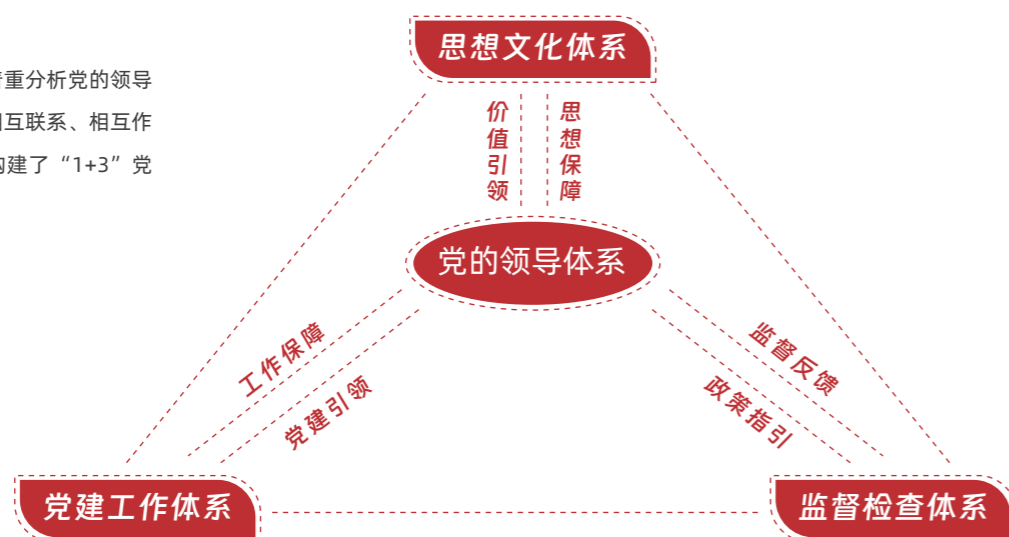 思想文化体系
着重分析党的领导
相互联系、相互作
构建了“1+3”党
价值引领
思想保障
党的领导体系
工作保障
党建引领
监督反馈
政策指引
党建工作体系
监督检查体系